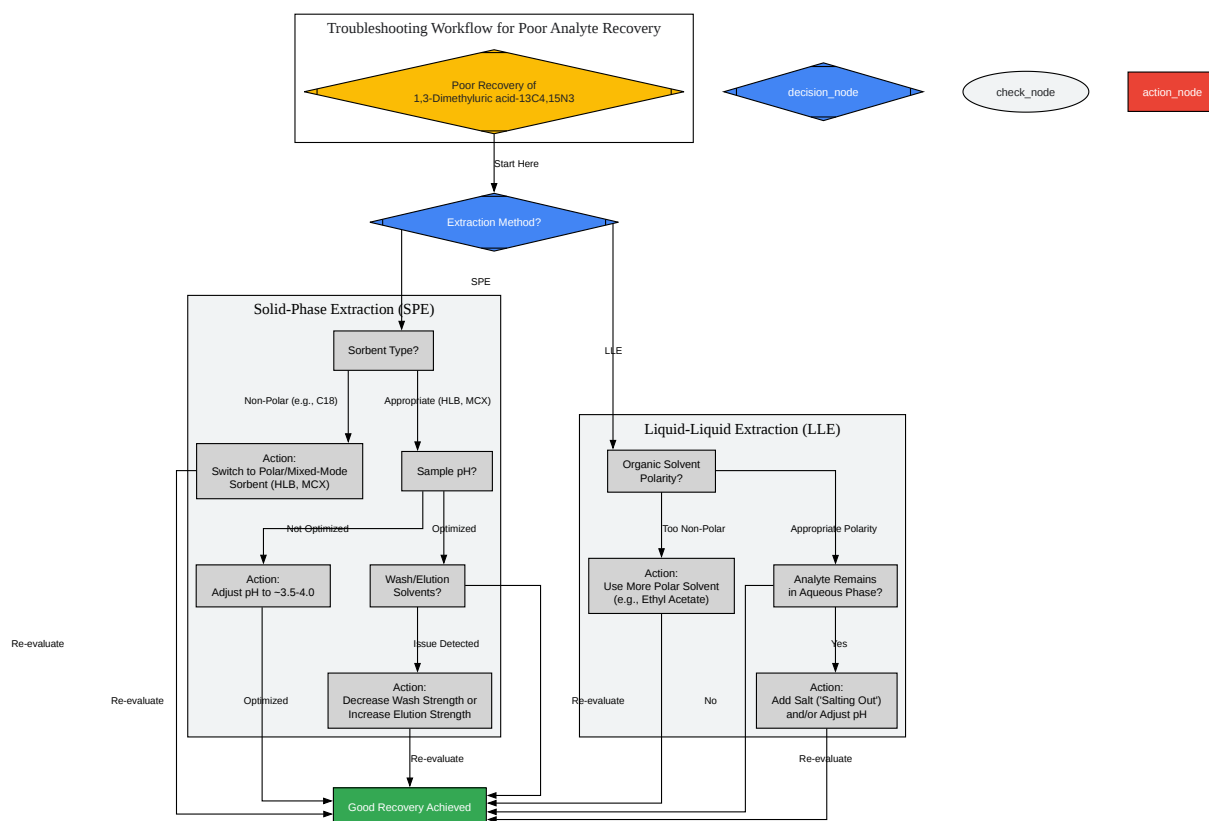 Troubleshooting Workflow for Poor Analyte Recovery
Poor Recovery of
1,3-Dimethyluric acid-13C4,15N3
decision_node
check_node
action_node
Start Here
Extraction Method?
SPE
Solid-Phase Extraction (SPE)
Sorbent Type?
LLE
Non-Polar (e.g., C18)
Appropriate (HLB, MCX)
Liquid-Liquid Extraction (LLE)
Action:
Switch to Polar/Mixed-Mode
Sorbent (HLB, MCX)
Sample pH?
Organic Solvent
Polarity?
Not Optimized
Optimized
Too Non-Polar
Appropriate Polarity
Action:
Adjust pH to ~3.5-4.0
Wash/Elution
Solvents?
Action:
Use More Polar Solvent
(e.g., Ethyl Acetate)
Analyte Remains
in Aqueous Phase?
Re-evaluate
Issue Detected
Yes
Re-evaluate
Optimized
Action:
Decrease Wash Strength or
Increase Elution Strength
Re-evaluate
No
Action:
Add Salt ('Salting Out')
and/or Adjust pH
Re-evaluate
Re-evaluate
Good Recovery Achieved